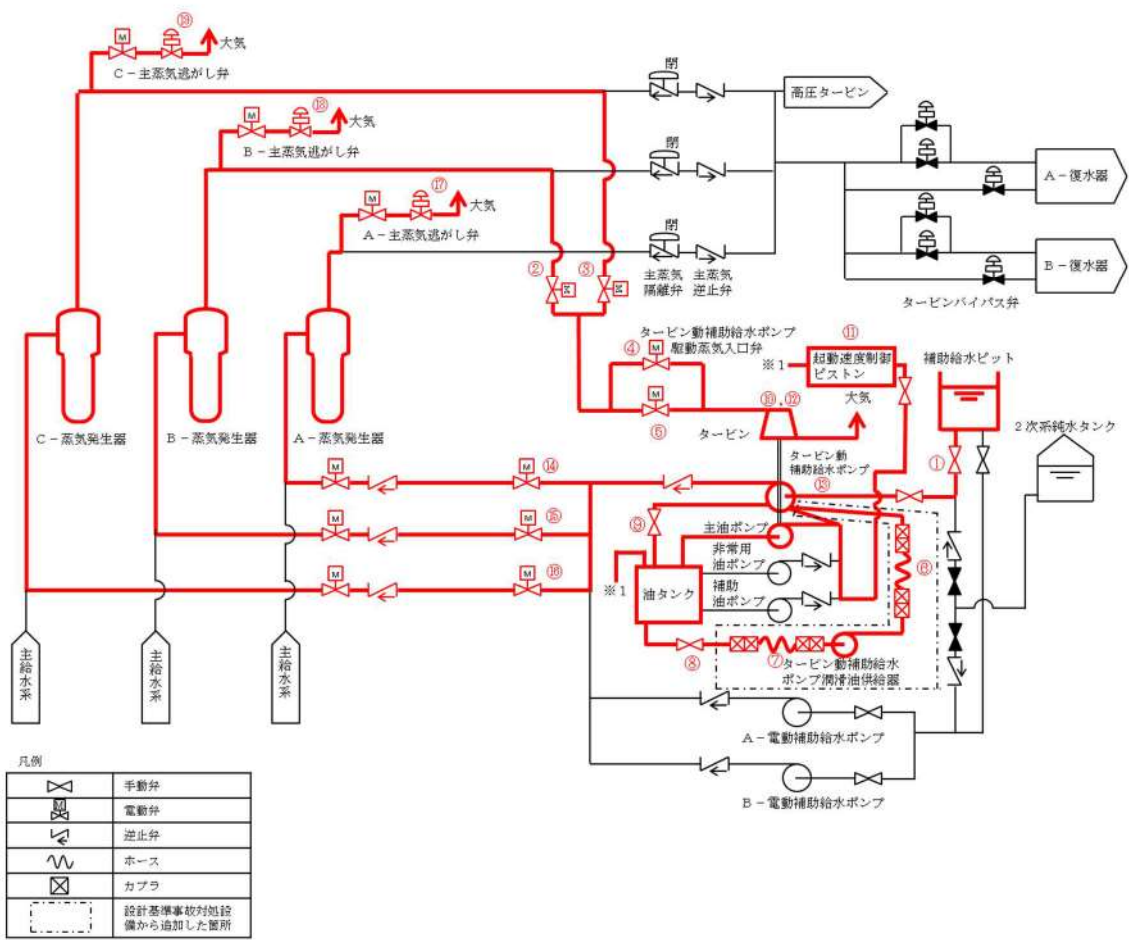 ⑲
M
大気
C－主蒸気逃がし弁
⑱
M
大気
B－主蒸気逃がし弁
⑰
M
大気
A－主蒸気逃がし弁
閉
閉
閉
高圧タービン
A－復水器
B－復水器
タービンバイパス弁
主蒸気
隔離弁
主蒸気
逆止弁
②
③
M
M
C－蒸気発生器
B－蒸気発生器
A－蒸気発生器
タービン動補助給水ポンプ
駆動蒸気入口弁
④
M
M
⑪
※1
起動速度制御
ピストン
大気
補助給水ピット
2次系純水タンク
⑩,⑫
タービン
タービン動
補助給水ポンプ
⑬
①
M
M
⑭
M
M
⑮
M
M
⑯
⑨
主油ポンプ
非常用
油ポンプ
補助
油ポンプ
※1
油タンク
⑧
⑦
タービン動補助給水
ポンプ潤滑油供給器
A－電動補助給水ポンプ
B－電動補助給水ポンプ
主給水系
主給水系
主給水系
凡例
手動弁
M
電動弁
逆止弁
ホース
カプラ
設計基準事故対処設
備から追加した箇所